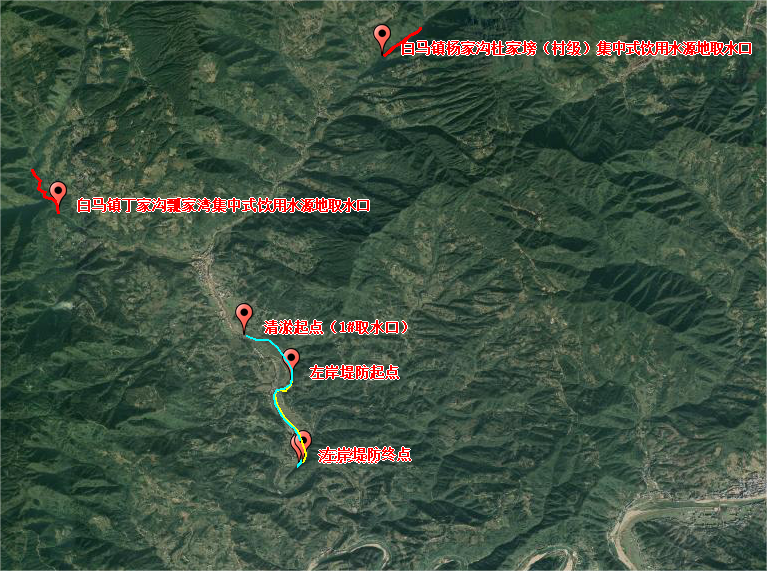 白马镇杨家沟杜家塝（村级）集中式饮用水源地取水口
白马镇丁家沟瓢家湾集中式饮用水源地取水口
清淤起点（1#取水口）
左岸堤防起点
左岸堤防终点